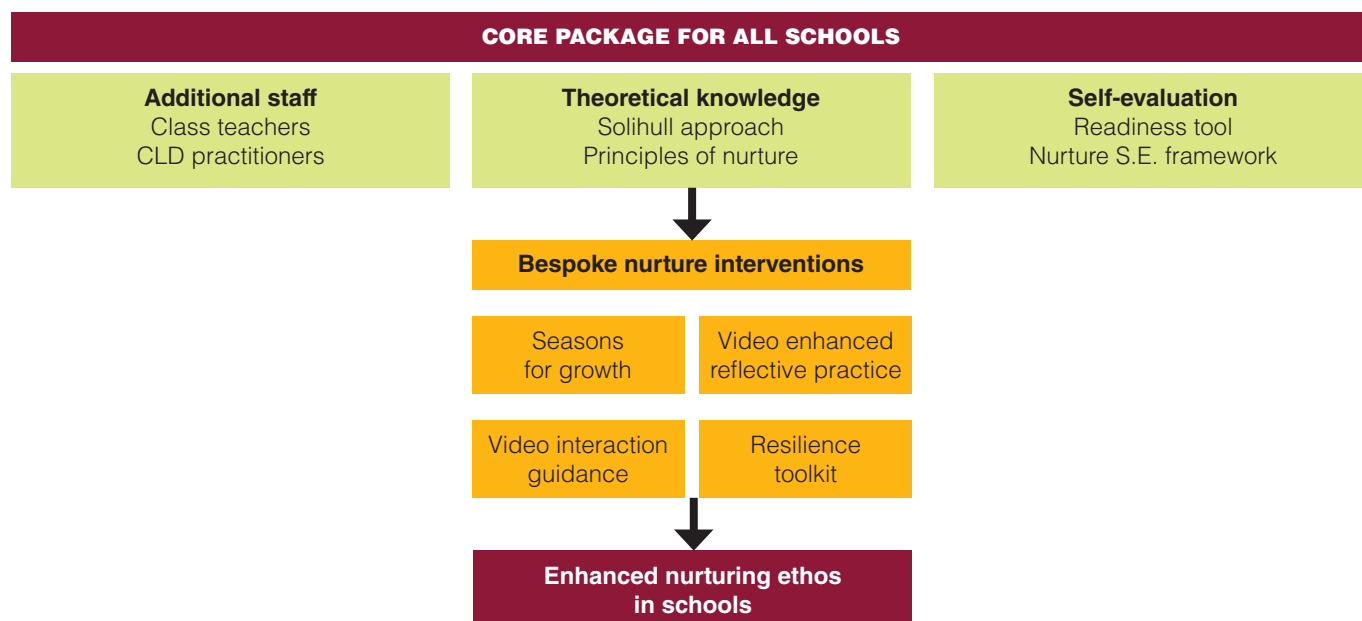 CORE PACKAGE FOR ALL SCHOOLS
Additional staff
Class teachers
CLD practitioners
Theoretical knowledge
Solihull approach
Principles of nurture
Self-evaluation
Readiness tool
Nurture S.E. framework
Bespoke nurture interventions
Seasons
for growth
Video enhanced
reflective practice
Video interaction
guidance
Resilience
toolkit
Enhanced nurturing ethos
in schools